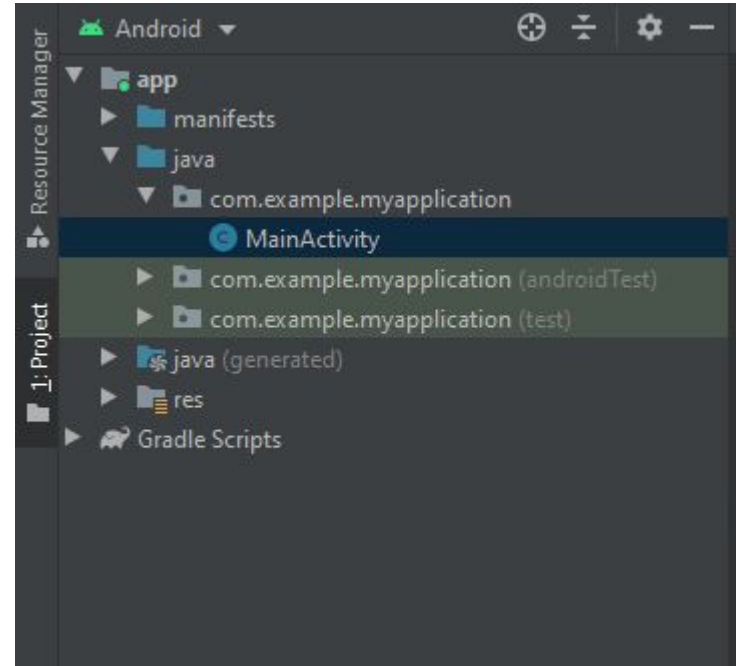 Android
app
manifests
java
com.example.myapplication
MainActivity
com.example.myapplication (androidTest)
com.example.myapplication (test)
java (generated)
res
Gradle Scripts
Resource Manager
1: Project